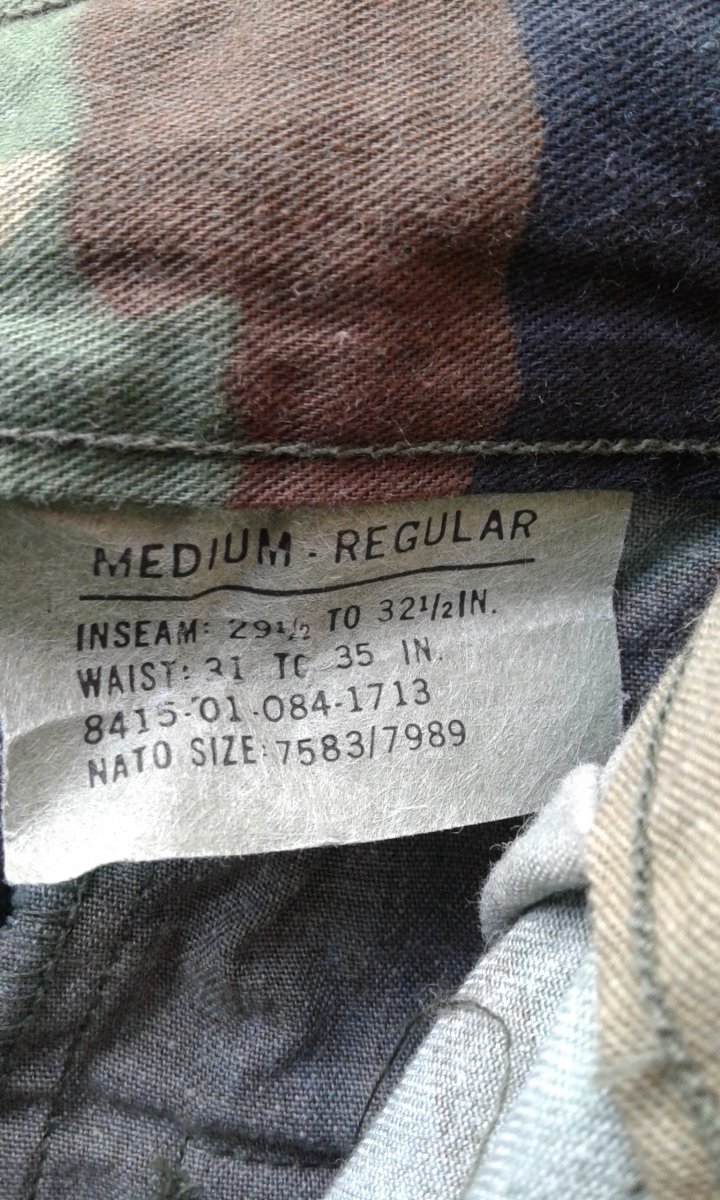 MEDIUM - REGULAR
INSEAM: 29½ TO 32½IN.
WAIST: 31 TO 35 IN.
8415-01-084-1713
NATO SIZE: 7583/7989